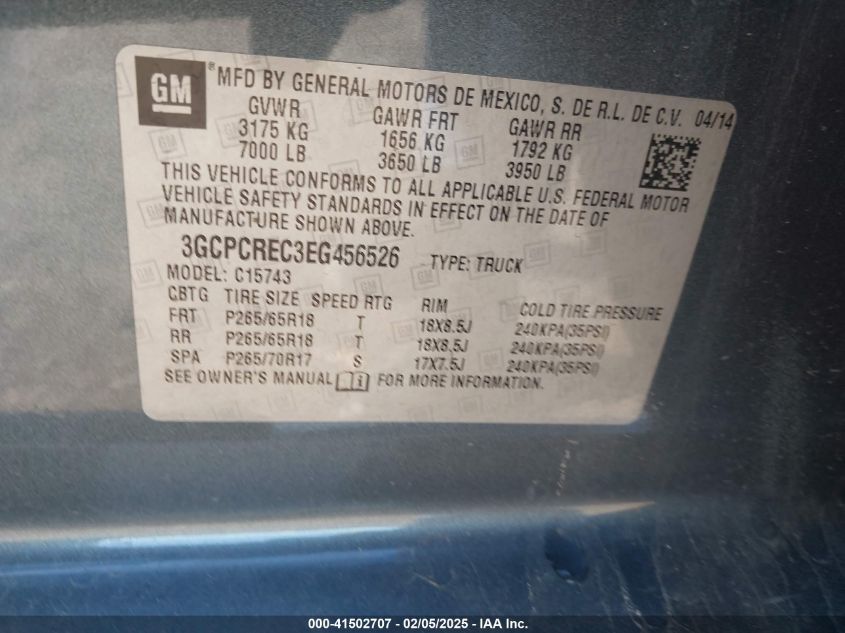 GM ® MFD BY GENERAL MOTORS DE MEXICO, S. DE R.L. DE C.V. 04/14
GVWR GAWR FRT GAWR RR
3175 KG 1656 KG 1792 KG
7000 LB 3650 LB 3950 LB
THIS VEHICLE CONFORMS TO ALL APPLICABLE U.S. FEDERAL MOTOR
VEHICLE SAFETY STANDARDS IN EFFECT ON THE DATE OF
MANUFACTURE SHOWN ABOVE.
3GCPCREC3EG456526 TYPE: TRUCK
MODEL: C15743
CBTG TIRE SIZE SPEED RTG RIM COLD TIRE PRESSURE
FRT P265/65R18 T 18X8.5J 240KPA(35PSI)
RR P265/65R18 T 18X8.5J 240KPA(35PSI)
SPA P265/70R17 S 17X7.5J 240KPA(35PSI)
SEE OWNER'S MANUAL FOR MORE INFORMATION.
000-41502707 - 02/05/2025 - IAA Inc.